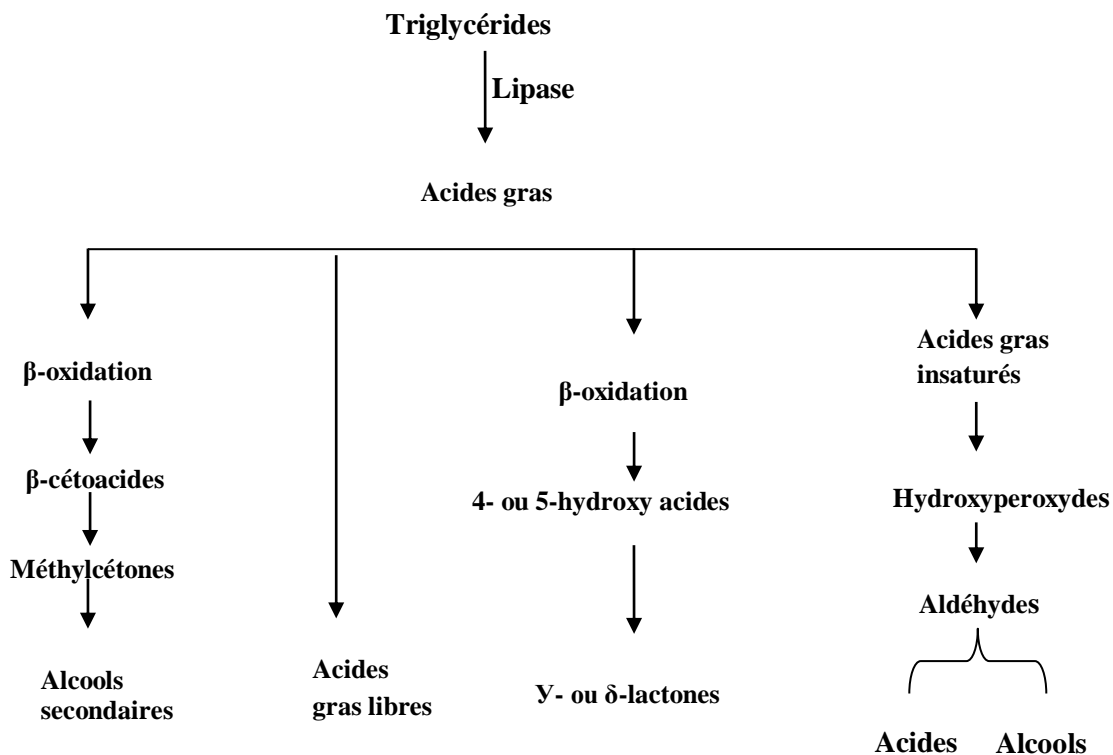 Triglycérides
Lipase
Acides gras
β-oxidation
β-cétoacides
Méthylcétones
Alcools
secondaires
Acides
gras libres
β-oxidation
4- ou 5-hydroxy acides
У- ou δ-lactones
Acides gras
insaturés
Hydroxyperoxydes
Aldéhydes
Acides
Alcools